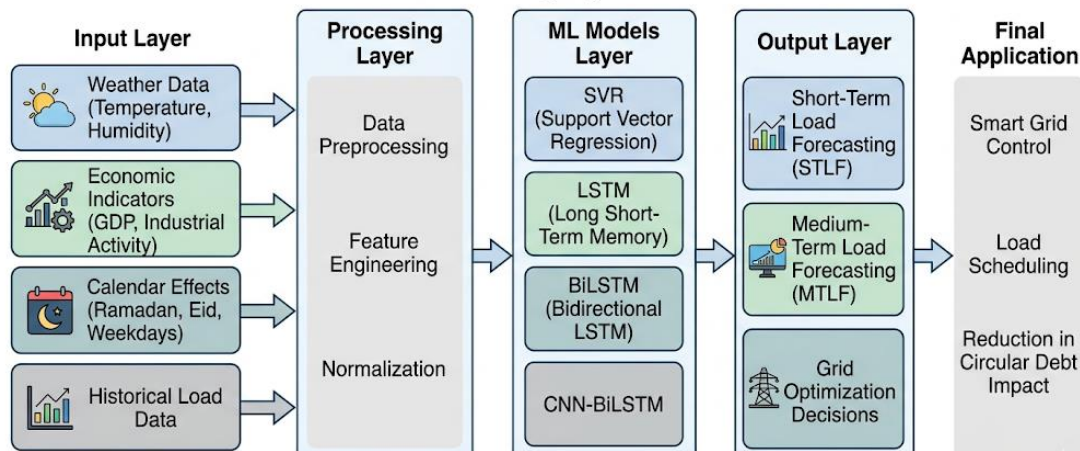 Input Layer
Weather Data
(Temperature,
Humidity)
Economic
Indicators
(GDP, Industrial
Activity)
Calendar Effects
(Ramadan, Eid,
Weekdays)
Historical Load
Data
Processing
Layer
Data
Preprocessing
Feature
Engineering
Normalization
ML Models
Layer
SVR
(Support Vector
Regression)
LSTM
(Long Short-
Term Memory)
BiLSTM
(Bidirectional
LSTM)
CNN-BiLSTM
Output Layer
Short-Term
Load
Forecasting
(STLF)
Medium-
Term Load
Forecasting
(MTLF)
Grid
Optimization
Decisions
Final
Application
Smart Grid
Control
Load
Scheduling
Reduction in
Circular Debt
Impact